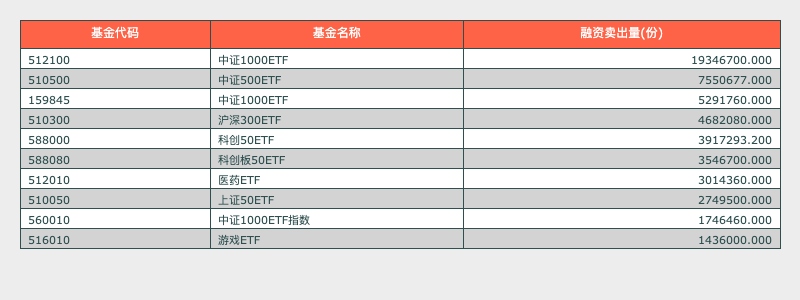 基金代码 基金名称 融资卖出量(份)
512100 中证1000ETF 19346700.000
510500 中证500ETF 7550677.000
159845 中证1000ETF 5291760.000
510300 沪深300ETF 4682080.000
588000 科创50ETF 3917293.200
588080 科创板50ETF 3546700.000
512010 医药ETF 3014360.000
510050 上证50ETF 2749500.000
560010 中证1000ETF指数 1746460.000
516010 游戏ETF 1436000.000